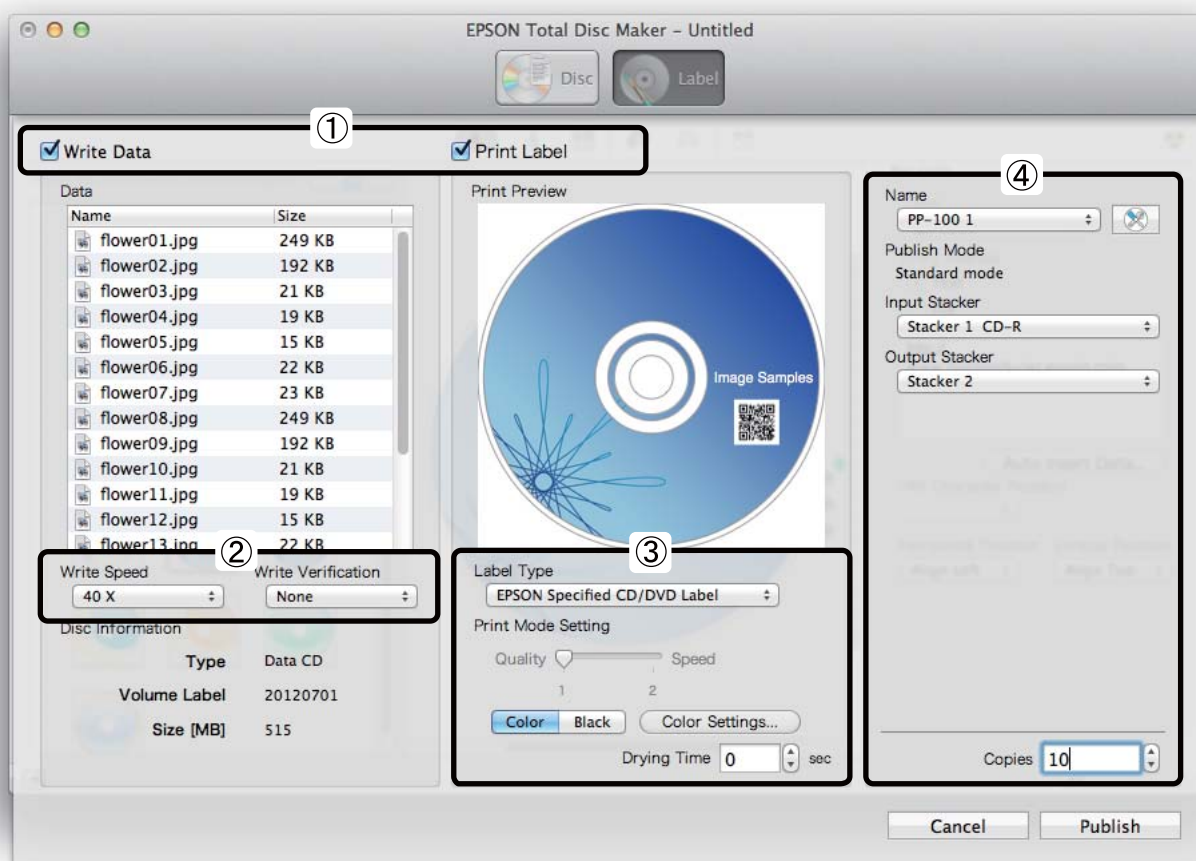 EPSON Total Disc Maker – Untitled
Disc
Label
①
Write Data
Print Label
Data
Name Size
flower01.jpg 249 KB
flower02.jpg 192 KB
flower03.jpg 21 KB
flower04.jpg 19 KB
flower05.jpg 15 KB
flower06.jpg 22 KB
flower07.jpg 23 KB
flower08.jpg 249 KB
flower09.jpg 192 KB
flower10.jpg 21 KB
flower11.jpg 19 KB
flower12.jpg 15 KB
flower13.jpg 22 KB
②
Write Speed Write Verification
40 X None
Disc Information
Type Data CD
Volume Label 20120701
Size [MB] 515
Print Preview
Image Samples
③
Label Type
EPSON Specified CD/DVD Label
Print Mode Setting
Quality Speed
1 2
Color Black Color Settings...
Drying Time 0 sec
④
Name
PP-100 1
Publish Mode
Standard mode
Input Stacker
Stacker 1 CD-R
Output Stacker
Stacker 2
Copies 10
Cancel Publish